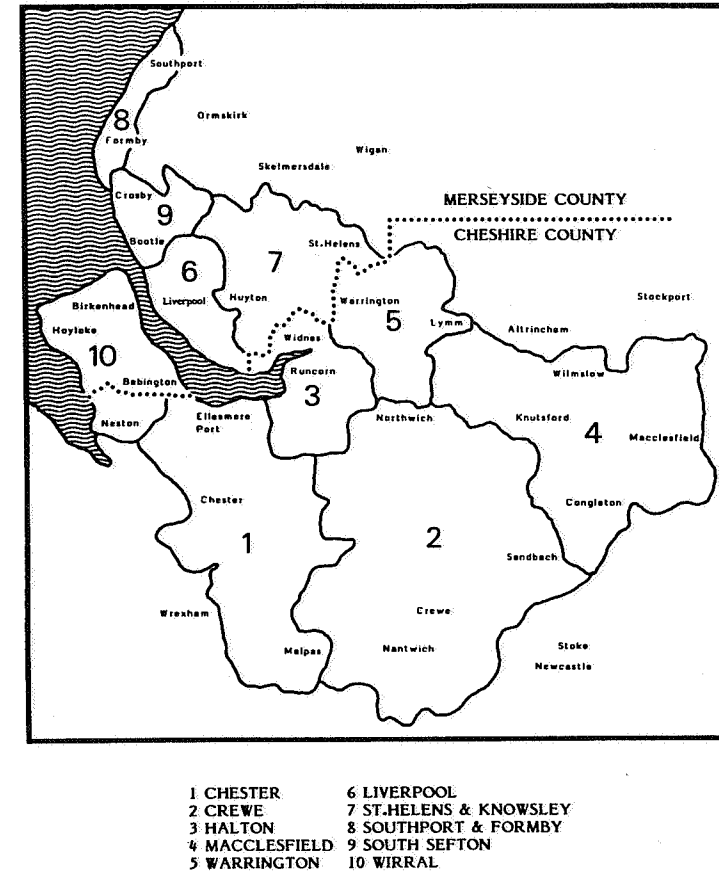 Southport
Ormskirk
8
Formby
Wigan
Skelmersdale
Crosby
9
MERSEYSIDE COUNTY
Bootle
CHESHIRE COUNTY
St.Helens
7
6
Liverpool
Huyton
Warrington
Stockport
Birkenhead
5
Lymm
Altrincham
Hoylake
Widnes
10
Runcorn
Wilmslow
Bebington
3
Ellesmere
Port
Neston
Northwich
Knutsford
4
Macclesfield
Chester
Congleton
1
2
Sandbach
Wrexham
Crewe
Malpas
Nantwich
Stoke
Newcastle
1 CHESTER
2 CREWE
3 HALTON
4 MACCLESFIELD
5 WARRINGTON
6 LIVERPOOL
7 ST.HELENS & KNOWSLEY
8 SOUTHPORT & FORMBY
9 SOUTH SEFTON
10 WIRRAL